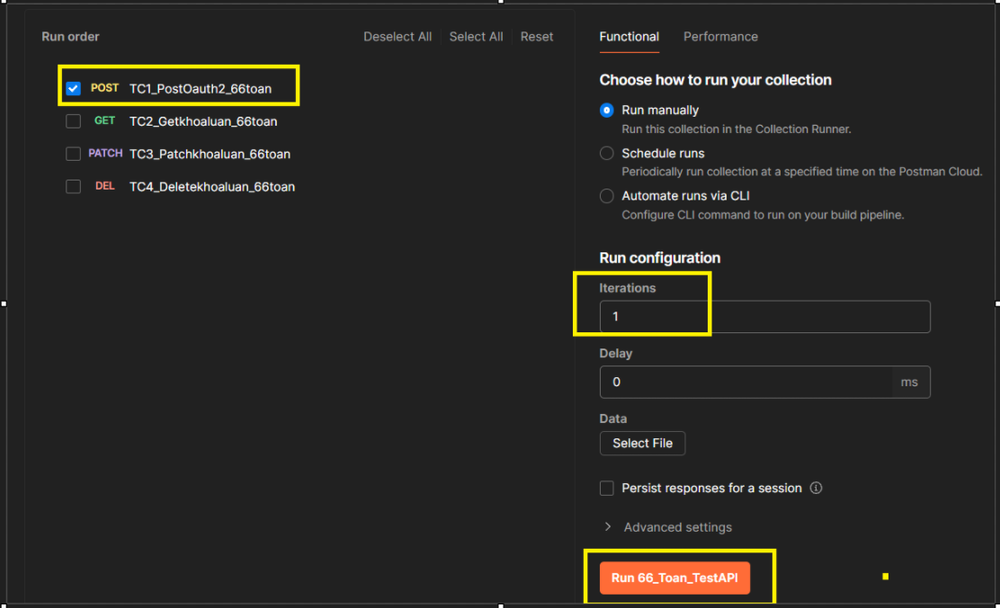 Run order
Deselect All
Select All
Reset
POST TC1_PostOauth2_66toan
GET TC2_Getkhoaluan_66toan
PATCH TC3_Patchkhoaluan_66toan
DEL TC4_Deletekhoaluan_66toan
Functional
Performance
Choose how to run your collection
Run manually
Run this collection in the Collection Runner.
Schedule runs
Periodically run collection at a specified time on the Postman Cloud.
Automate runs via CLI
Configure CLI command to run on your build pipeline.
Run configuration
Iterations
1
Delay
0 ms
Data
Select File
Persist responses for a session
Advanced settings
Run 66_Toan_TestAPI